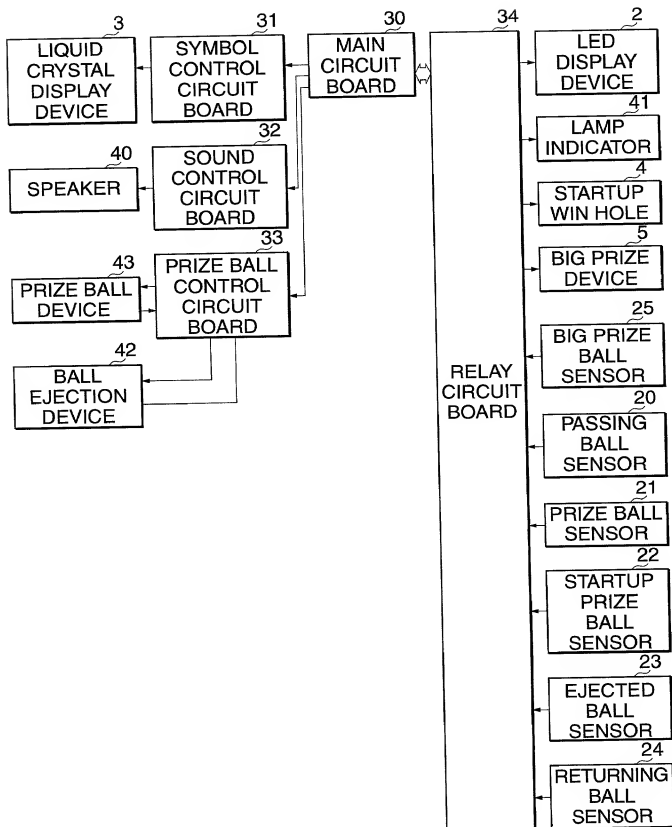 3
LIQUID
CRYSTAL
DISPLAY
DEVICE
31
SYMBOL
CONTROL
CIRCUIT
BOARD
30
MAIN
CIRCUIT
BOARD
40
SPEAKER
32
SOUND
CONTROL
CIRCUIT
BOARD
43
PRIZE BALL
DEVICE
33
PRIZE BALL
CONTROL
CIRCUIT
BOARD
42
BALL
EJECTION
DEVICE
34
RELAY
CIRCUIT
BOARD
2
LED
DISPLAY
DEVICE
41
LAMP
INDICATOR
4
STARTUP
WIN HOLE
5
BIG PRIZE
DEVICE
25
BIG PRIZE
BALL
SENSOR
20
PASSING
BALL
SENSOR
21
PRIZE BALL
SENSOR
22
STARTUP
PRIZE
BALL
SENSOR
23
EJECTED
BALL
SENSOR
24
RETURNING
BALL
SENSOR